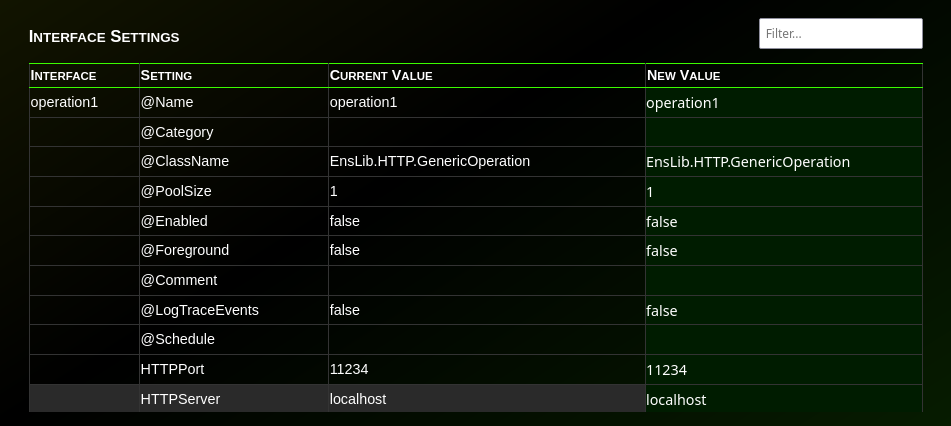 Interface Settings
Filter...
Interface Setting Current Value New Value
operation1 @Name operation1 operation1
@Category
@ClassName EnsLib.HTTP.GenericOperation EnsLib.HTTP.GenericOperation
@PoolSize 1 1
@Enabled false false
@Foreground false false
@Comment
@LogTraceEvents false false
@Schedule
HTTPPort 11234 11234
HTTPServer localhost localhost